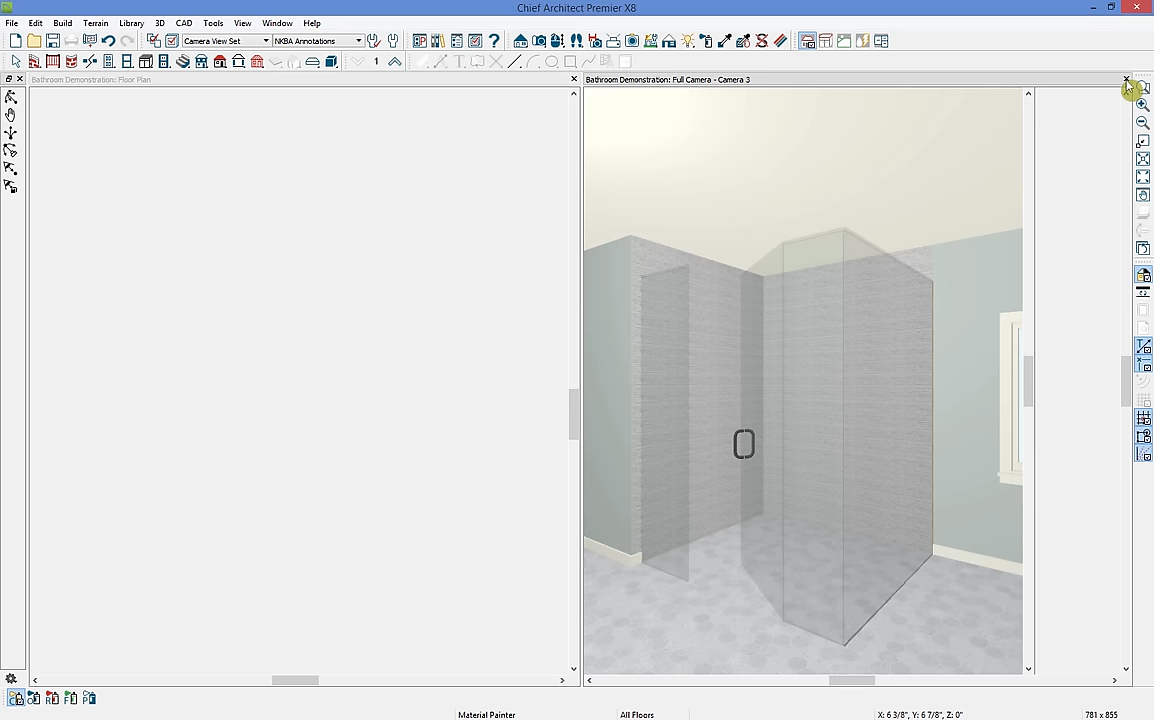 Chief Architect Premier X8
File Edit Build Terrain Library 3D CAD Tools View Window Help
Camera View Set NKBA Annotations
1
Bathroom Demonstration: Floor Plan
Bathroom Demonstration: Full Camera - Camera 3
Material Painter All Floors X: 6 3/8", Y: 6 7/8", Z: 0" 781 x 855